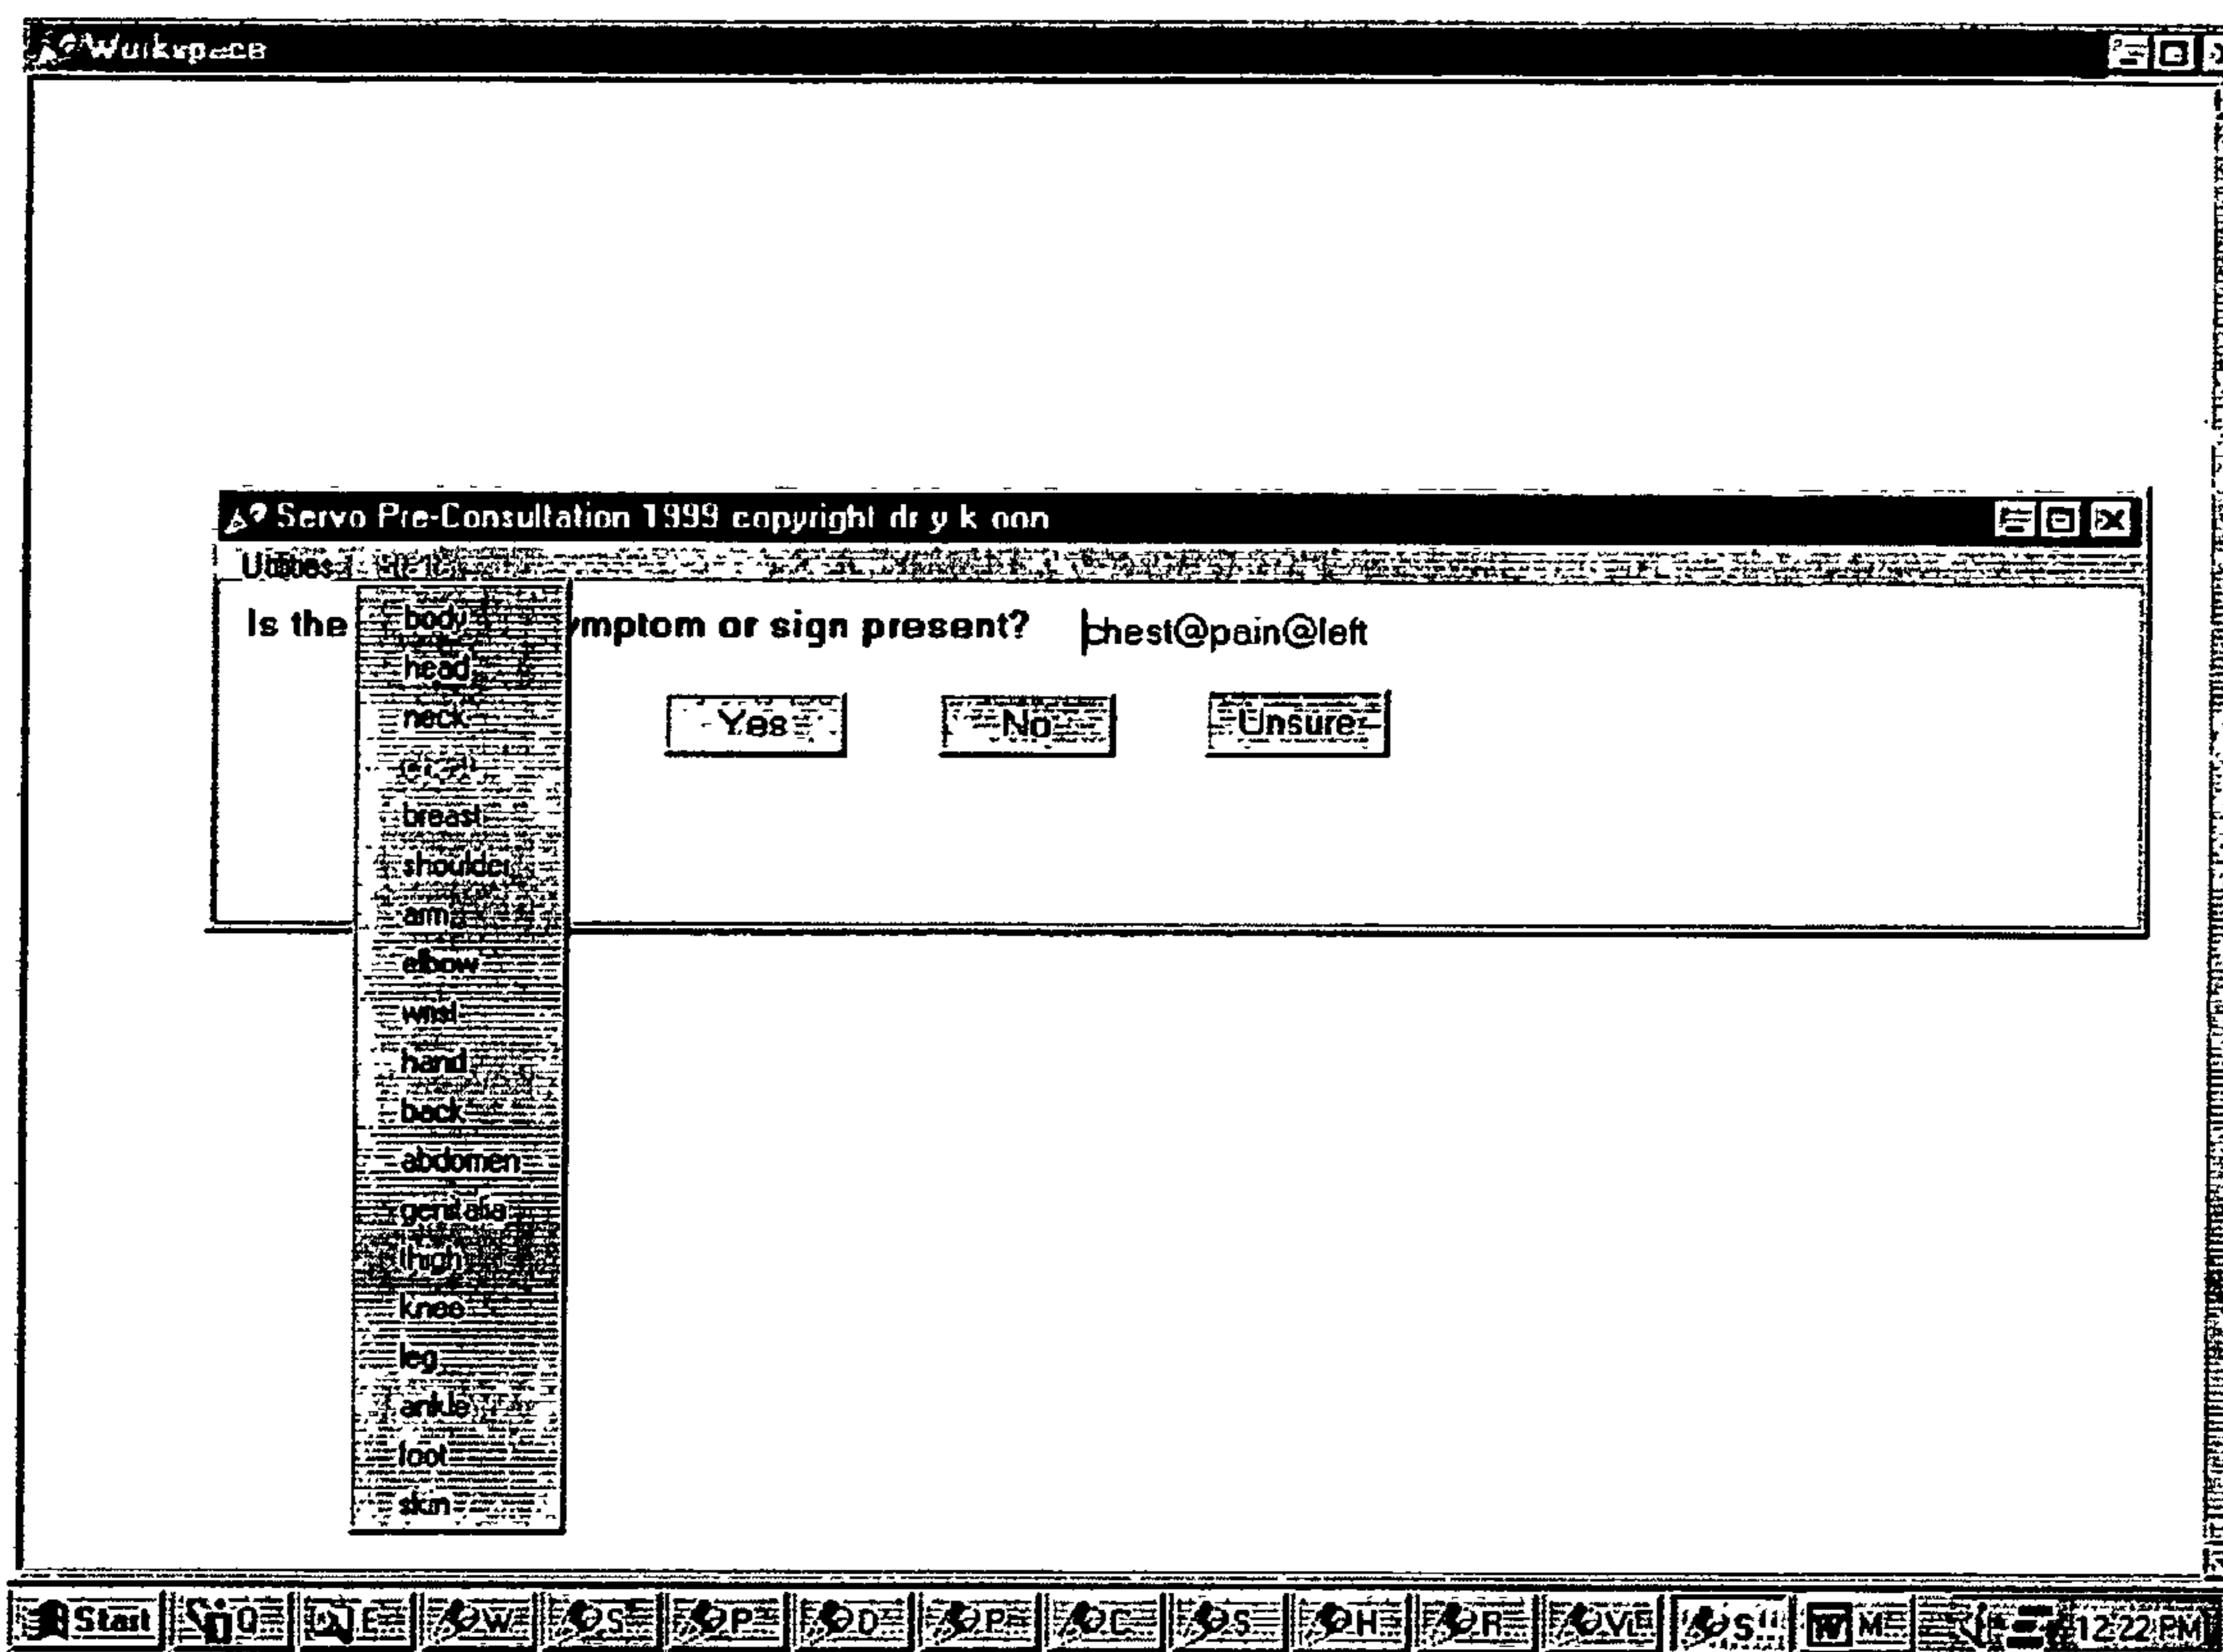 Workspace
Servo Pre-Consultation 1999 copyright dr y k oon
Utilities
Is the
ymptom or sign present? chest@pain@left
body
head
neck
Yes No Unsure
breast
shoulder
arm
elbow
wrist
hand
back
abdomen
genitalia
thigh
knee
leg
ankle
foot
skin
Start Q E W S P D P C S H R Vi S M 12:22 PM